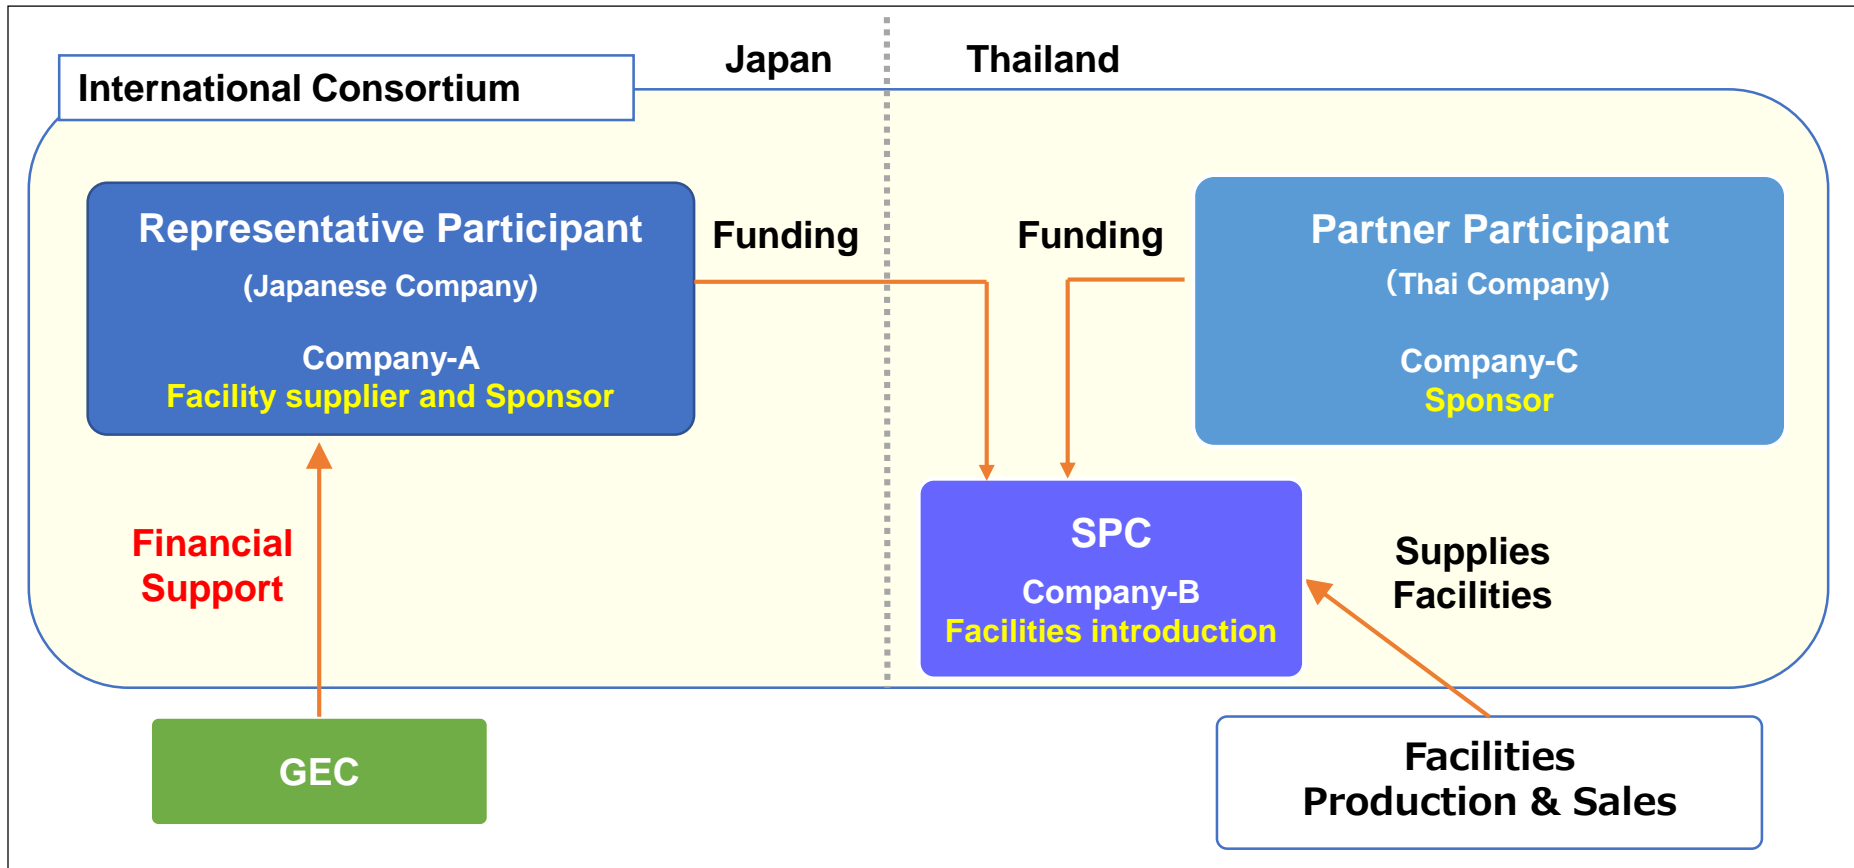 International Consortium
Japan
Thailand
Representative Participant
(Japanese Company)
Company-A
Facility supplier and Sponsor
Funding
Funding
Partner Participant
（Thai Company)
Company-C
Sponsor
Financial
Support
SPC
Company-B
Facilities introduction
Supplies
Facilities
GEC
Facilities
Production & Sales